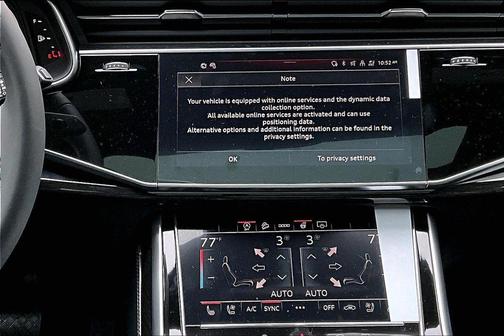 10:52 AM
Note
Your vehicle is equipped with online services and the dynamic data
collection option.
All available online services are activated and can use
positioning data.
Alternative options and additional information can be found in the
privacy settings.
OK To privacy settings
77°F 3 3 7
AUTO AUTO
A/C SYNC ... OFF